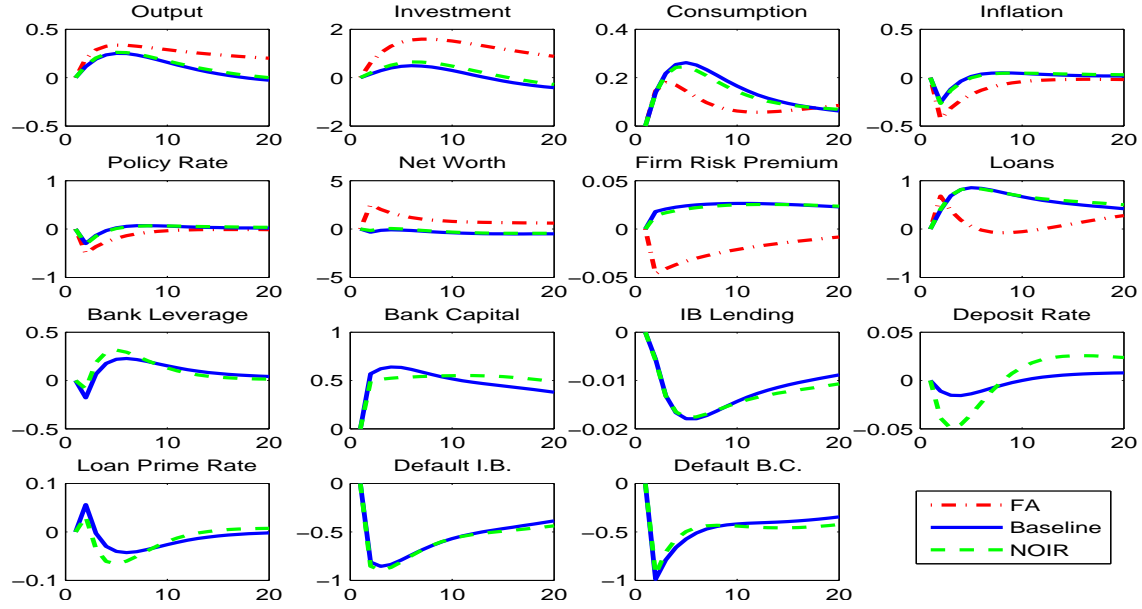 Output Investment Consumption Inflation
0.5 2 0.4 0.5
0 0 0.2 0
−0.5 −2 0 −0.5
0 10 20 0 10 20 0 10 20 0 10 20
Policy Rate Net Worth Firm Risk Premium Loans
1 5 0.05 1
0 0 0 0
−1 −5 −0.05 −1
0 10 20 0 10 20 0 10 20 0 10 20
Bank Leverage Bank Capital IB Lending Deposit Rate
0.5 1 0 0.05
0 0.5 −0.01 0
−0.5 0 −0.02 −0.05
0 10 20 0 10 20 0 10 20 0 10 20
Loan Prime Rate Default I.B. Default B.C.
0.1 0 0
0 −0.5 −0.5
−0.1 −1 −1
0 10 20 0 10 20 0 10 20
FA
Baseline
NOIR